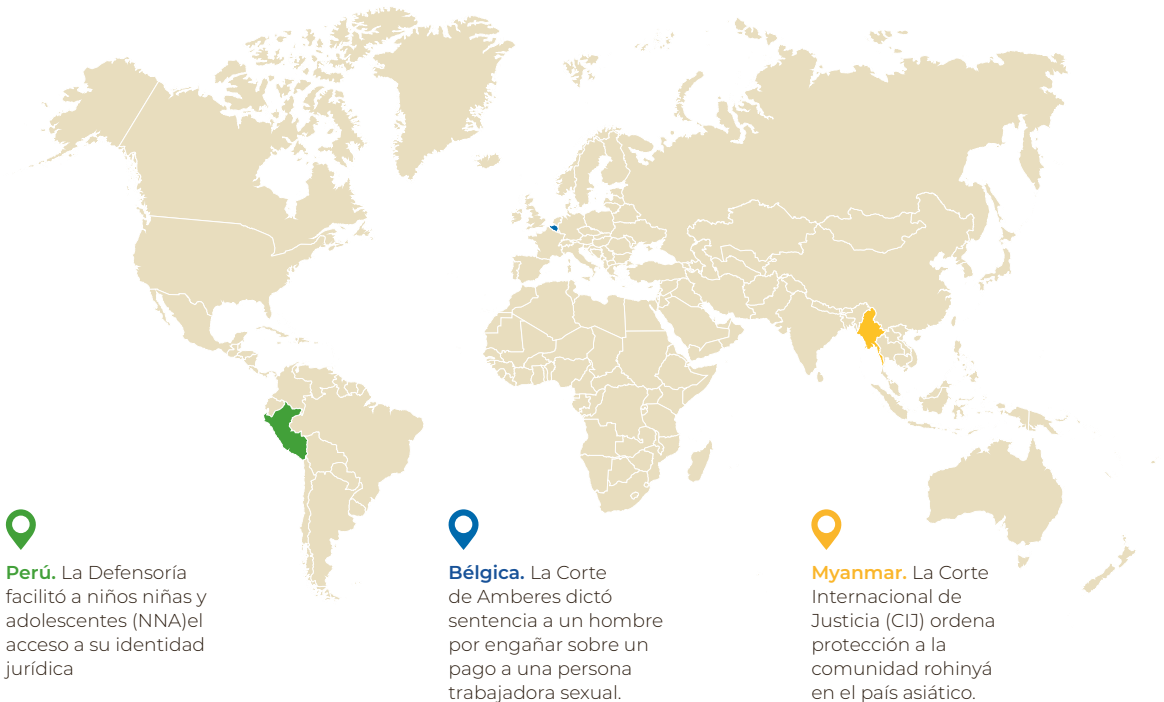 Perú. La Defensoría
facilitó a niños niñas y
adolescentes (NNA)el
acceso a su identidad
jurídica
Bélgica. La Corte
de Amberes dictó
sentencia a un hombre
por engañar sobre un
pago a una persona
trabajadora sexual.
Myanmar. La Corte
Internacional de
Justicia (CIJ) ordena
protección a la
comunidad rohinyá
en el país asiático.